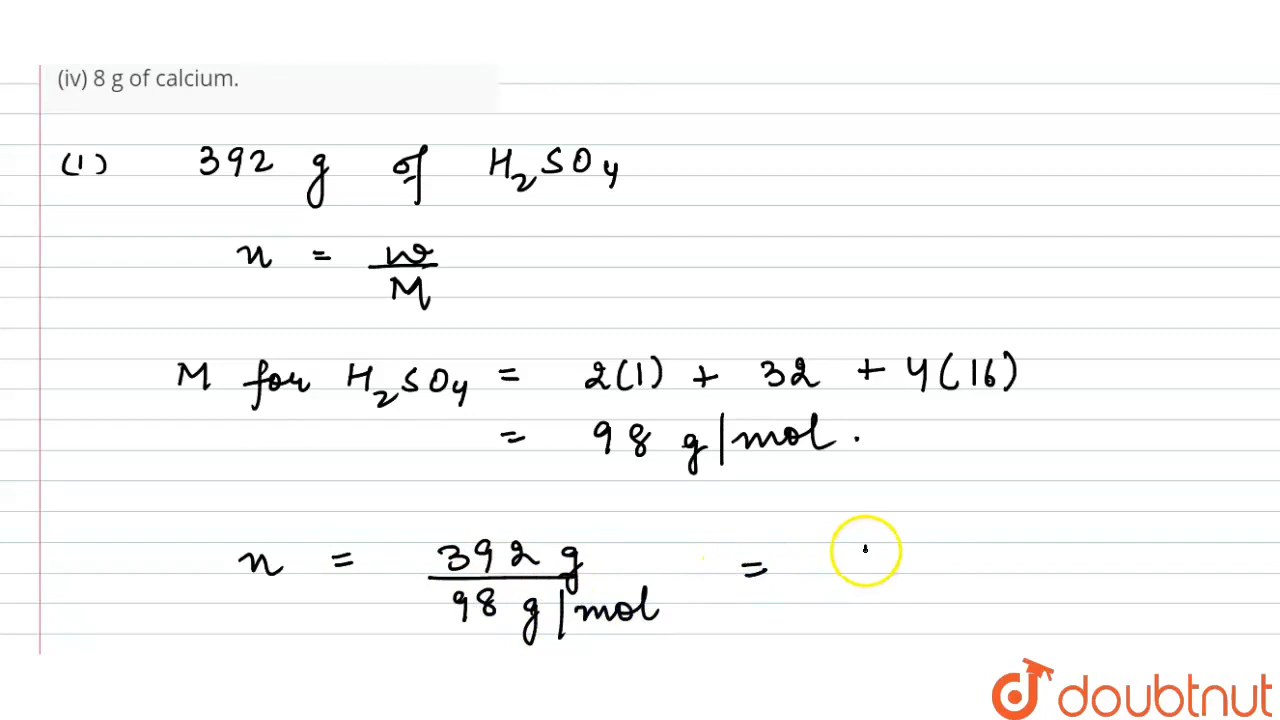 (iv) 8 g of calcium.
(1) 392 g of H₂SO₄
n = w/M
M for H₂SO₄ = 2(1) + 32 + 4(16)
= 98 g/mol.
n = 392 g / 98 g/mol =
doubtnut